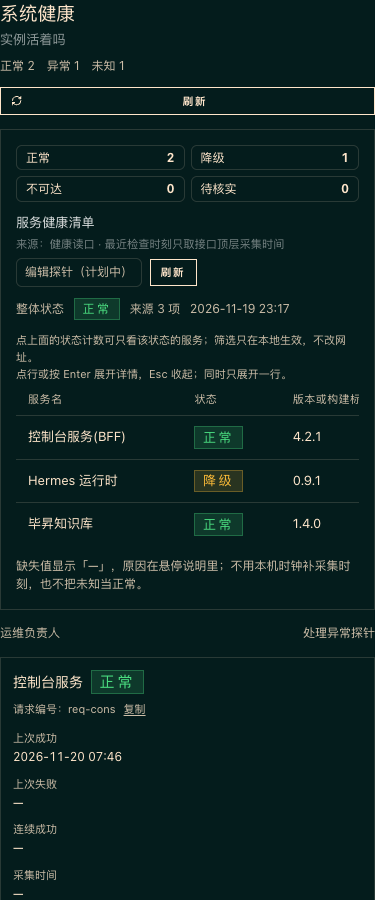 系统健康
实例活着吗
正常 2 异常 1 未知 1
刷新
正常 2 降级 1
不可达 0 待核实 0
服务健康清单
来源：健康读口 · 最近检查时刻只取接口顶层采集时间
编辑探针（计划中） 刷新
整体状态 正常 来源 3 项 2026-11-19 23:17
点上面的状态计数可只看该状态的服务；筛选只在本地生效，不改网
址。
点行或按 Enter 展开详情，Esc 收起；同时只展开一行。
服务名 状态 版本或构建标
控制台服务(BFF) 正常 4.2.1
Hermes 运行时 降级 0.9.1
毕昇知识库 正常 1.4.0
缺失值显示「—」，原因在悬停说明里；不用本机时钟补采集时
刻，也不把未知当正常。
运维负责人 处理异常探针
控制台服务 正常
请求编号：req-cons 复制
上次成功
2026-11-20 07:46
上次失败
—
连续成功
—
采集时间
—